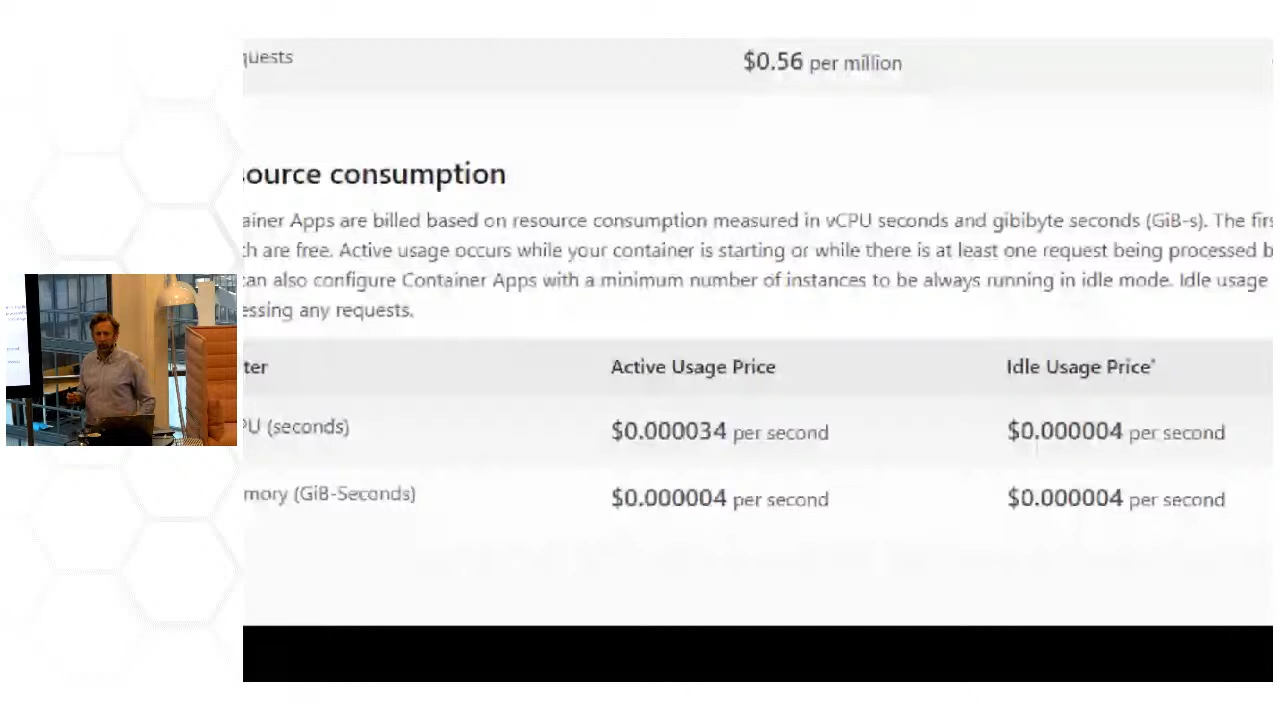 quests
$0.56 per million
source consumption
ainer Apps are billed based on resource consumption measured in vCPU seconds and gibibyte seconds (GiB-s). The firs
th are free. Active usage occurs while your container is starting or while there is at least one request being processed b
can also configure Container Apps with a minimum number of instances to be always running in idle mode. Idle usage
essing any requests.
ter Active Usage Price Idle Usage Price*
PU (seconds) $0.000034 per second $0.000004 per second
mory (GiB-Seconds) $0.000004 per second $0.000004 per second